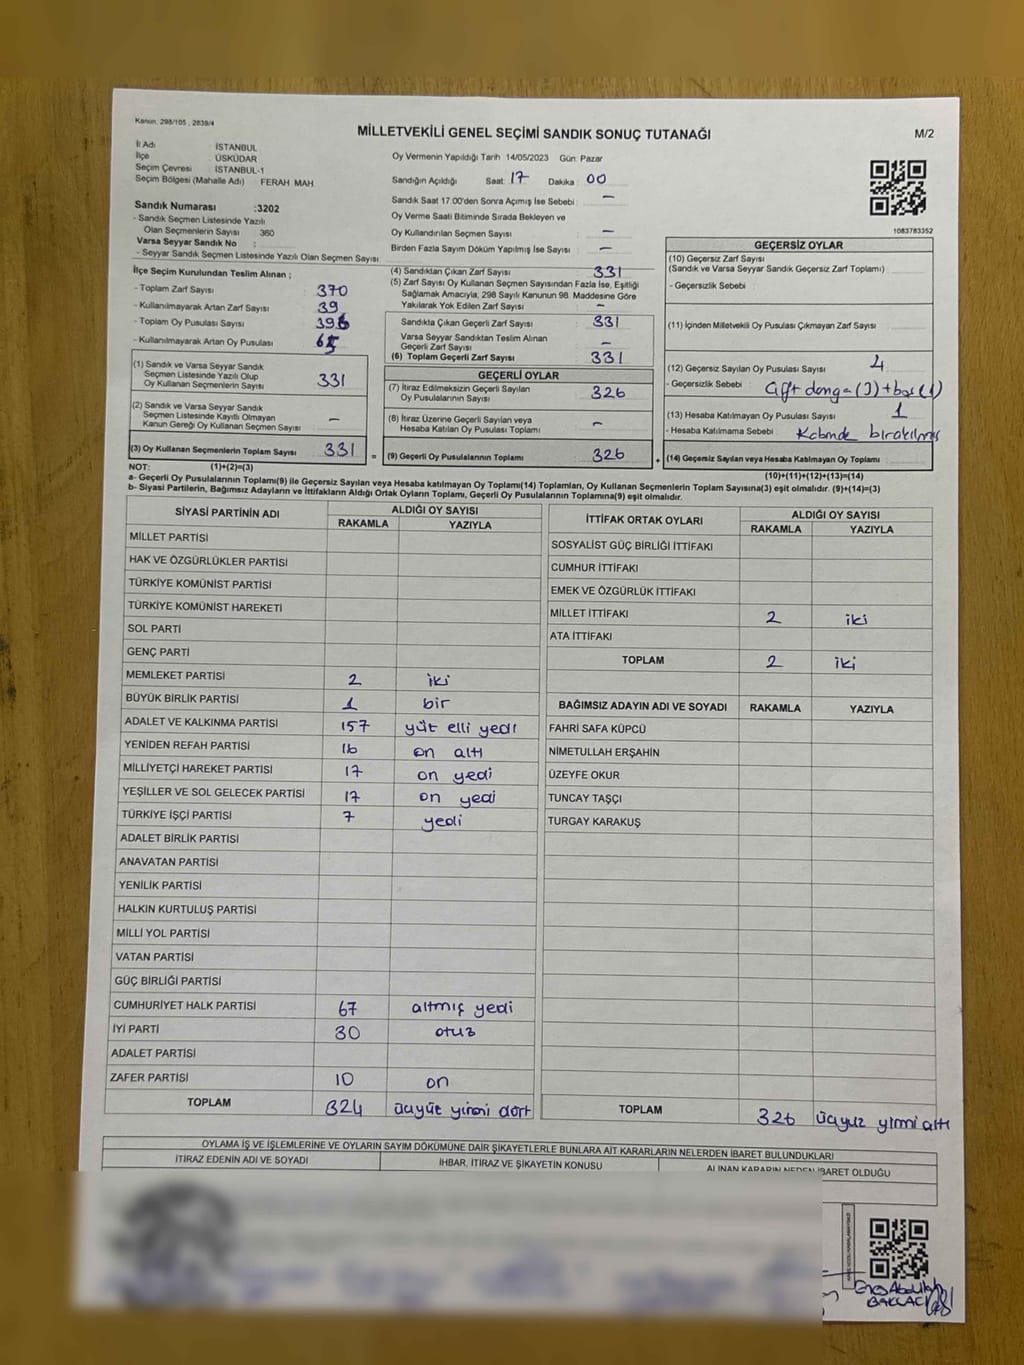 Kanun, 298/105 , 2839/4
MİLLETVEKİLİ GENEL SEÇİMİ SANDIK SONUÇ TUTANAĞI
M/2
İl Adı İSTANBUL
İlçe : ÜSKÜDAR
Seçim Çevresi : İSTANBUL-1
Seçim Bölgesi (Mahalle Adı) FERAH MAH.
Sandık Numarası :3202
- Sandık Seçmen Listesinde Yazılı
Olan Seçmenlerin Sayısı 360
Varsa Seyyar Sandık No :
- Seyyar Sandık Seçmen Listesinde Yazılı Olan Seçmen Sayısı
Oy Vermenin Yapıldığı Tarih 14/05/2023 Gün: Pazar
Sandığın Açıldığı Saat: 17 Dakika: 00
Sandık Saat 17.00'den Sonra Açımış İse Sebebi : -
Oy Verme Saati Bitiminde Sırada Bekleyen ve
Oy Kullandırılan Seçmen Sayısı : -
Birden Fazla Sayım Döküm Yapılmış İse Sayısı : -
1083783352
İlçe Seçim Kurulundan Teslim Alınan ;
- Toplam Zarf Sayısı : 370
- Kullanılmayarak Artan Zarf Sayısı : 39
- Toplam Oy Pusulası Sayısı : 396
- Kullanılmayarak Artan Oy Pusulası : 65
(1) Sandık ve Varsa Seyyar Sandık
Seçmen Listesinde Yazılı Olup
Oy Kullanan Seçmenlerin Sayısı : 331
(2) Sandık ve Varsa Seyyar Sandık
Seçmen Listesinde Kayıtlı Olmayan
Kanun Gereği Oy Kullanan Seçmen Sayısı : -
(3) Oy Kullanan Seçmenlerin Toplam Sayısı : 331 =
(4) Sandıktan Çıkan Zarf Sayısı : 331
(5) Zarf Sayısı Oy Kullanan Seçmen Sayısından Fazla İse, Eşitliği
Sağlamak Amacıyla, 298 Sayılı Kanunun 98. Maddesine Göre
Yakılarak Yok Edilen Zarf Sayısı : -
Sandıkta Çıkan Geçerli Zarf Sayısı : 331
Varsa Seyyar Sandıktan Teslim Alınan
Geçerli Zarf Sayısı : -
(6) Toplam Geçerli Zarf Sayısı : 331
GEÇERLİ OYLAR
(7) İtiraz Edilmeksizin Geçerli Sayılan
Oy Pusulalarının Sayısı : 326
(8) İtiraz Üzerine Geçerli Sayılan veya
Hesaba Katılan Oy Pusulası Toplamı : -
(9) Geçerli Oy Pusulalarının Toplamı : 326 +
GEÇERSİZ OYLAR
(10) Geçersiz Zarf Sayısı
(Sandık ve Varsa Seyyar Sandık Geçersiz Zarf Toplamı) :
- Geçersizlik Sebebi :
(11) İçinden Milletvekili Oy Pusulası Çıkmayan Zarf Sayısı :
(12) Geçersiz Sayılan Oy Pusulası Sayısı : 4
- Geçersizlik Sebebi : Çift damga (3) + boş (1)
(13) Hesaba Katılmayan Oy Pusulası Sayısı : 1
- Hesaba Katılmama Sebebi : Kabinde bırakılmış
(14) Geçersiz Sayılan veya Hesaba Katılmayan Oy Toplamı :
NOT: (1)+(2)=(3)
(10)+(11)+(12)+(13)=(14)
a- Geçerli Oy Pusulalarının Toplamı(9) ile Geçersiz Sayılan veya Hesaba katılmayan Oy Toplamı(14) Toplamları, Oy Kullanan Seçmenlerin Toplam Sayısına(3) eşit olmalıdır. (9)+(14)=(3)
b- Siyasi Partilerin, Bağımsız Adayların ve İttifakların Aldığı Ortak Oyların Toplamı, Geçerli Oy Pusulalarının Toplamına(9) eşit olmalıdır.
SİYASİ PARTİNİN ADI ALDIĞI OY SAYISI
RAKAMLA YAZIYLA
MİLLET PARTİSİ
HAK VE ÖZGÜRLÜKLER PARTİSİ
TÜRKİYE KOMÜNİST PARTİSİ
TÜRKİYE KOMÜNİST HAREKETİ
SOL PARTİ
GENÇ PARTİ
MEMLEKET PARTİSİ 2 iki
BÜYÜK BİRLİK PARTİSİ 1 bir
ADALET VE KALKINMA PARTİSİ 157 yüz elli yedi
YENİDEN REFAH PARTİSİ 16 on altı
MİLLİYETÇİ HAREKET PARTİSİ 17 on yedi
YEŞİLLER VE SOL GELECEK PARTİSİ 17 on yedi
TÜRKİYE İŞÇİ PARTİSİ 7 yedi
ADALET BİRLİK PARTİSİ
ANAVATAN PARTİSİ
YENİLİK PARTİSİ
HALKIN KURTULUŞ PARTİSİ
MİLLİ YOL PARTİSİ
VATAN PARTİSİ
GÜÇ BİRLİĞİ PARTİSİ
CUMHURİYET HALK PARTİSİ 67 altmış yedi
İYİ PARTİ 30 otuz
ADALET PARTİSİ
ZAFER PARTİSİ 10 on
TOPLAM 324 üçyüz yirmi dört
İTTİFAK ORTAK OYLARI ALDIĞI OY SAYISI
RAKAMLA YAZIYLA
SOSYALİST GÜÇ BİRLİĞİ İTTİFAKI
CUMHUR İTTİFAKI
EMEK VE ÖZGÜRLÜK İTTİFAKI
MİLLET İTTİFAKI 2 iki
ATA İTTİFAKI
TOPLAM 2 iki
BAĞIMSIZ ADAYIN ADI VE SOYADI RAKAMLA YAZIYLA
FAHRİ SAFA KÜPCÜ
NİMETULLAH ERŞAHİN
ÜZEYFE OKUR
TUNCAY TAŞÇI
TURGAY KARAKUŞ
TOPLAM 326 üçyüz yirmi altı
OYLAMA İŞ VE İŞLEMLERİNE VE OYLARIN SAYIM DÖKÜMÜNE DAİR ŞİKAYETLERLE BUNLARA AİT KARARLARIN NELERDEN İBARET BULUNDUKLARI
İTİRAZ EDENİN ADI VE SOYADI İHBAR, İTİRAZ VE ŞİKAYETİN KONUSU ALINAN KARARIN NEDEN İBARET OLDUĞU
Enes Abdullah
BAKLACI